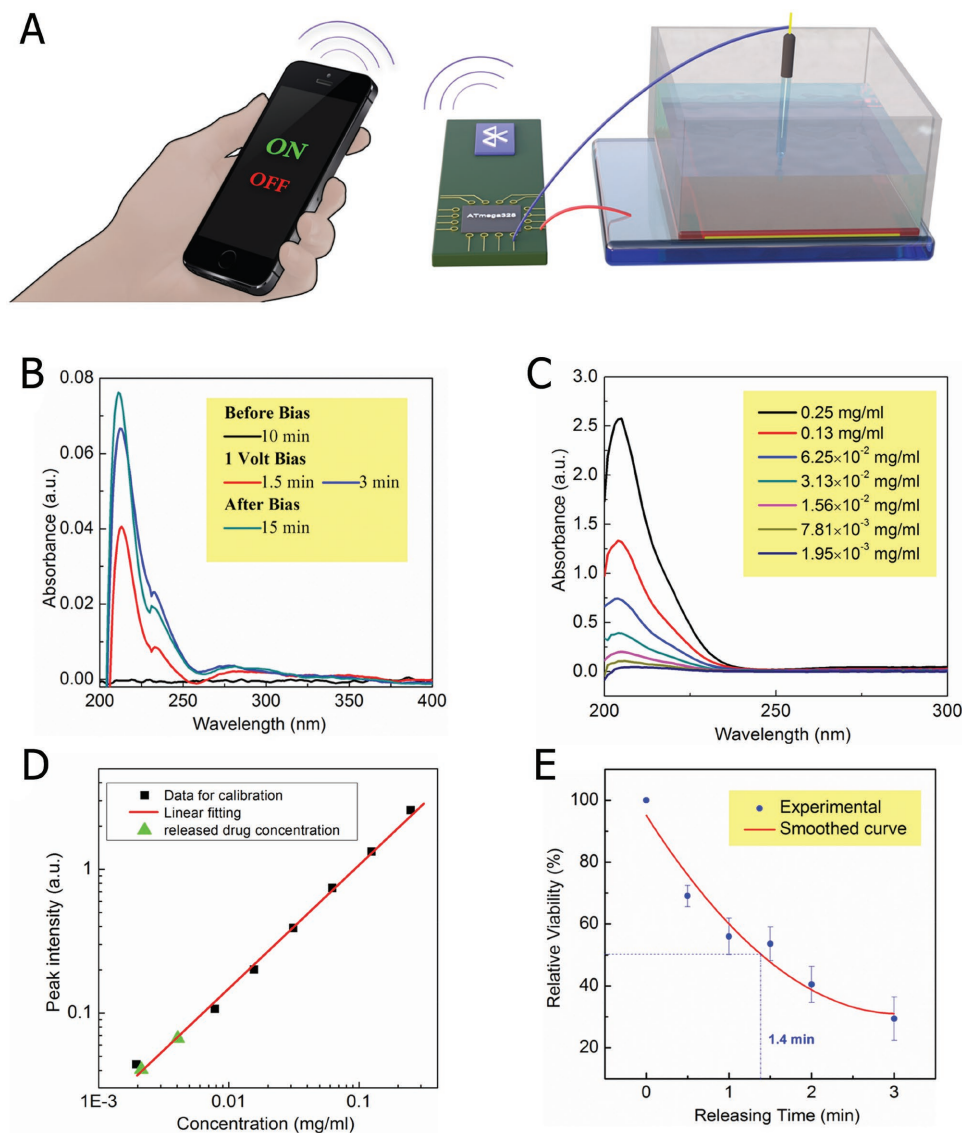 A
ON
OFF
ATmega328
B
0.08
0.06
0.04
0.02
0.00
Absorbance (a.u.)
Before Bias
10 min
1 Volt Bias
1.5 min 3 min
After Bias
15 min
200 250 300 350 400
Wavelength (nm)
C
3.0
2.5
2.0
1.5
1.0
0.5
0.0
Absorbance (a.u.)
0.25 mg/ml
0.13 mg/ml
6.25×10⁻² mg/ml
3.13×10⁻² mg/ml
1.56×10⁻² mg/ml
7.81×10⁻³ mg/ml
1.95×10⁻³ mg/ml
200 250 300
Wavelength (nm)
D
1
0.1
Peak intensity (a.u.)
Data for calibration
Linear fitting
released drug concentration
1E-3 0.01 0.1
Concentration (mg/ml)
E
100
80
60
40
20
Relative Viability (%)
Experimental
Smoothed curve
1.4 min
0 1 2 3
Releasing Time (min)